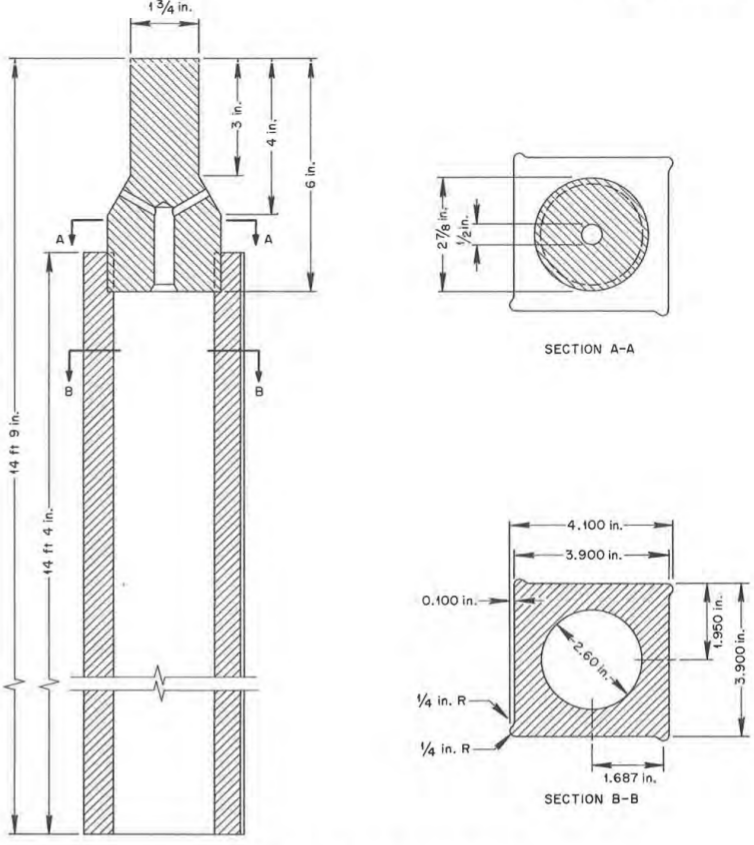 1 3/4 in.
3 in.
4 in.
6 in.
A
A
B
B
14 ft 9 in.
14 ft 4 in.
2 7/8 in.
1/2 in.
SECTION A-A
4.100 in.
3.900 in.
0.100 in.
2.60 in.
1.950 in.
3.900 in.
1/4 in. R
1/4 in. R
1.687 in.
SECTION B-B